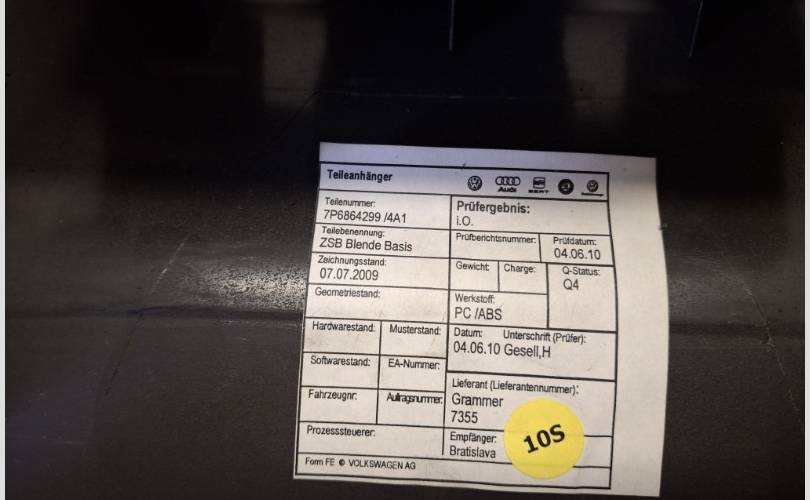 Teileanhänger
Audi
SEAT
Teilenummer:
7P6864299 /4A1
Teilebenennung:
ZSB Blende Basis
Zeichnungsstand:
07.07.2009
Geometriestand:
Hardwarestand: Musterstand:
Softwarestand: EA-Nummer:
Fahrzeugnr: Auftragsnummer:
Prozesssteuerer:
Prüfergebnis:
i.O.
Prüfberichtsnummer: Prüfdatum:
04.06.10
Gewicht: Charge: Q-Status:
Q4
Werkstoff:
PC /ABS
Datum: Unterschrift (Prüfer):
04.06.10 Gesell,H
Lieferant (Lieferantennummer):
Grammer
7355
Empfänger:
Bratislava
10S
Form FE © VOLKSWAGEN AG